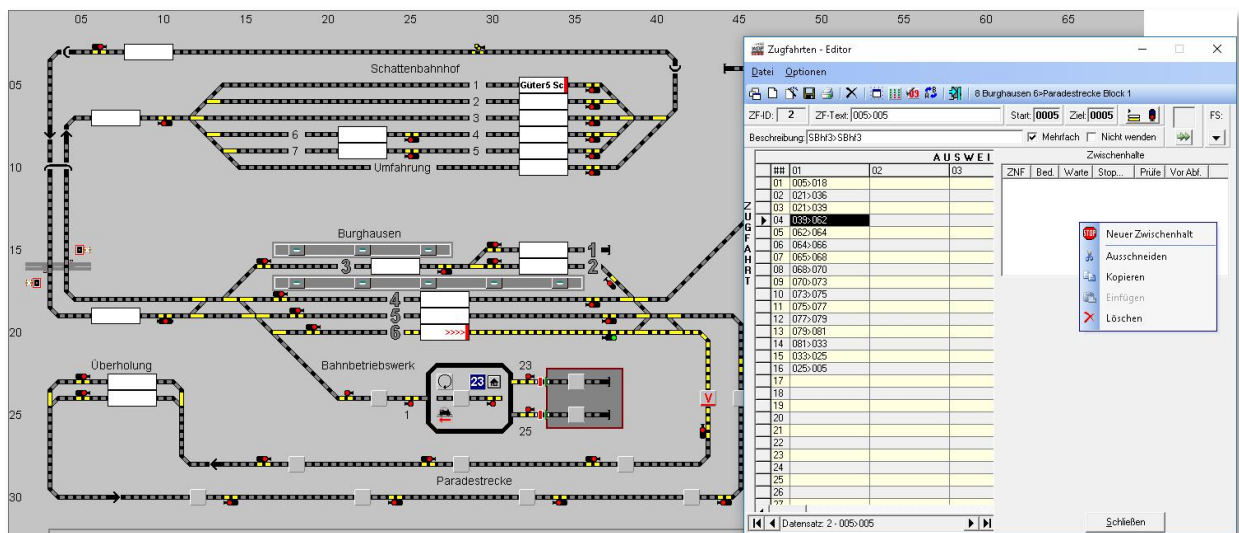 05 10 15 20 25 30 35 40 45 50 55 60 65
05
10
15
20
25
30
Schattenbahnhof
1 Güter5 Sc
2
3
6 4
7 5
Umfahrung
Burghausen
1
3 2
4
5
6 >>>>
Überholung
Bahnbetriebswerk
23
23
1
25
V
Paradestrecke
Zugfahrten - Editor
Datei Optionen
8 Burghausen 6>Paradestrecke Block 1
ZF-ID: 2 ZF-Text: 005>005 Start: 0005 Ziel: 0005 FS:
Beschreibung: SBhf3>SBhf3 Mehrfach Nicht wenden
AUSWEI
ZUGFAHRT
## 01 02 03
01 005>018
02 021>036
03 021>039
04 039>062
05 062>064
06 064>066
07 065>068
08 068>070
09 070>073
10 073>075
11 075>077
12 077>079
13 079>081
14 081>033
15 033>025
16 025>005
17
18
19
20
21
22
23
24
25
26
27
Datensatz: 2 - 005>005
Zwischenhalte
ZNF Bed. Warte Stop... Prüfe Vor Abf.
STOP Neuer Zwischenhalt
Ausschneiden
Kopieren
Einfügen
Löschen
Schließen